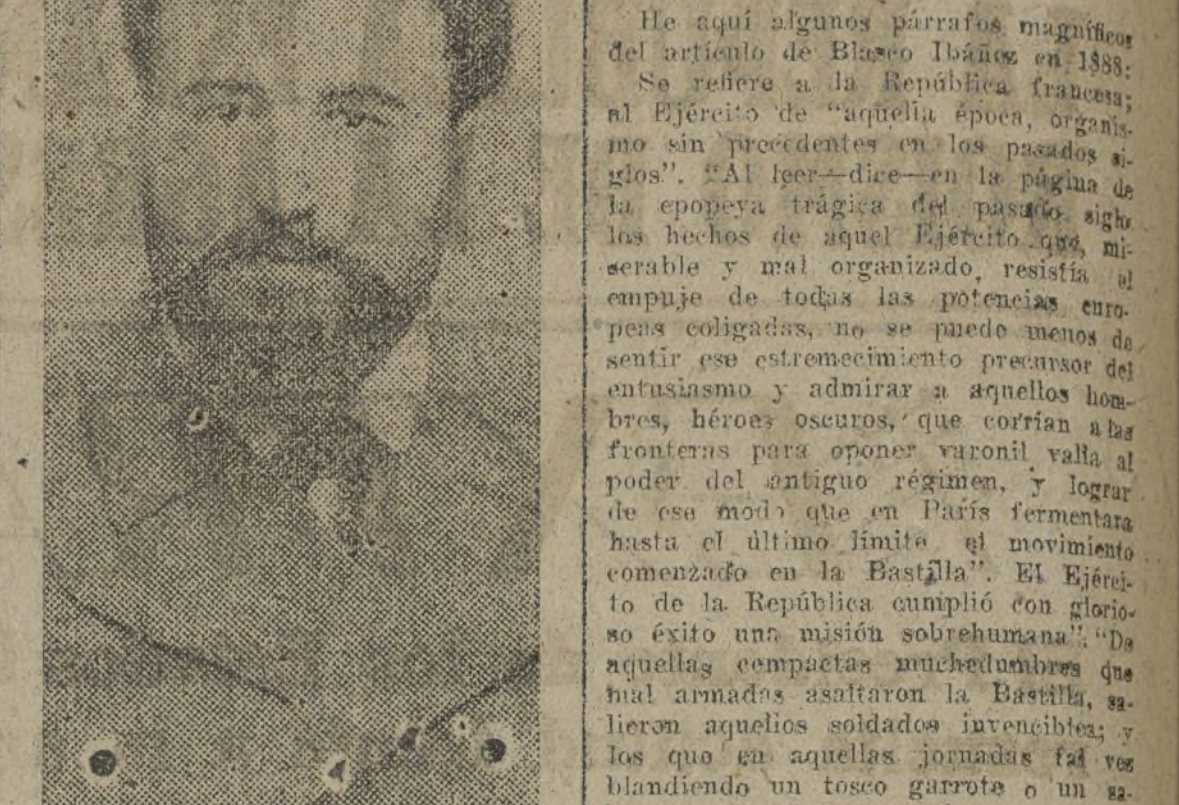 He aquí algunos párrafos magníficos
del artículo de Blasco Ibáñez en 1888:
Se refiere a la República francesa;
al Ejército de "aquella época, organis-
mo sin precedentes en los pasados si-
glos". "Al leer—dice—en la página de
la epopeya trágica del pasado siglo
los hechos de aquel Ejército que, mi-
serable y mal organizado, resistía el
empuje de todas las potencias euro-
peas coligadas, no se puede menos de
sentir ese estremecimiento precursor del
entusiasmo y admirar a aquellos hom-
bres, héroes oscuros, que corrían a las
fronteras para oponer varonil valla al
poder del antiguo régimen, y lograr
de ese modo que en París fermentara
hasta el último límite el movimiento
comenzado en la Bastilla". El Ejérci-
to de la República cumplió con glorio-
so éxito una misión sobrehumana". "De
aquellas compactas muchedumbres que
mal armadas asaltaron la Bastilla, sa-
lieron aquellos soldados invencibles; y
los que en aquellas jornadas tal vez
blandiendo un tosco garrote o un sa-